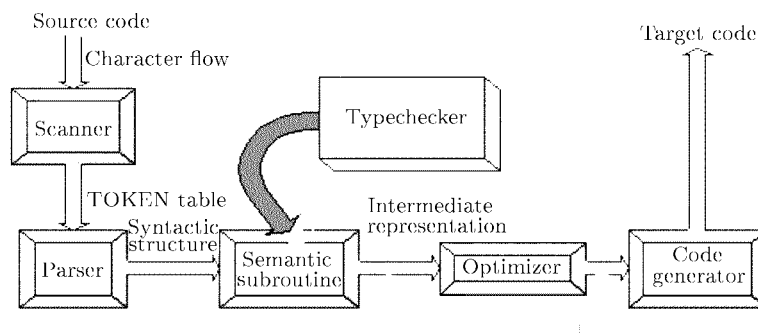 Source code
Character flow
Scanner
TOKEN table
Parser
Syntactic
structure
Semantic
subroutine
Typechecker
Intermediate
representation
Optimizer
Code
generator
Target code